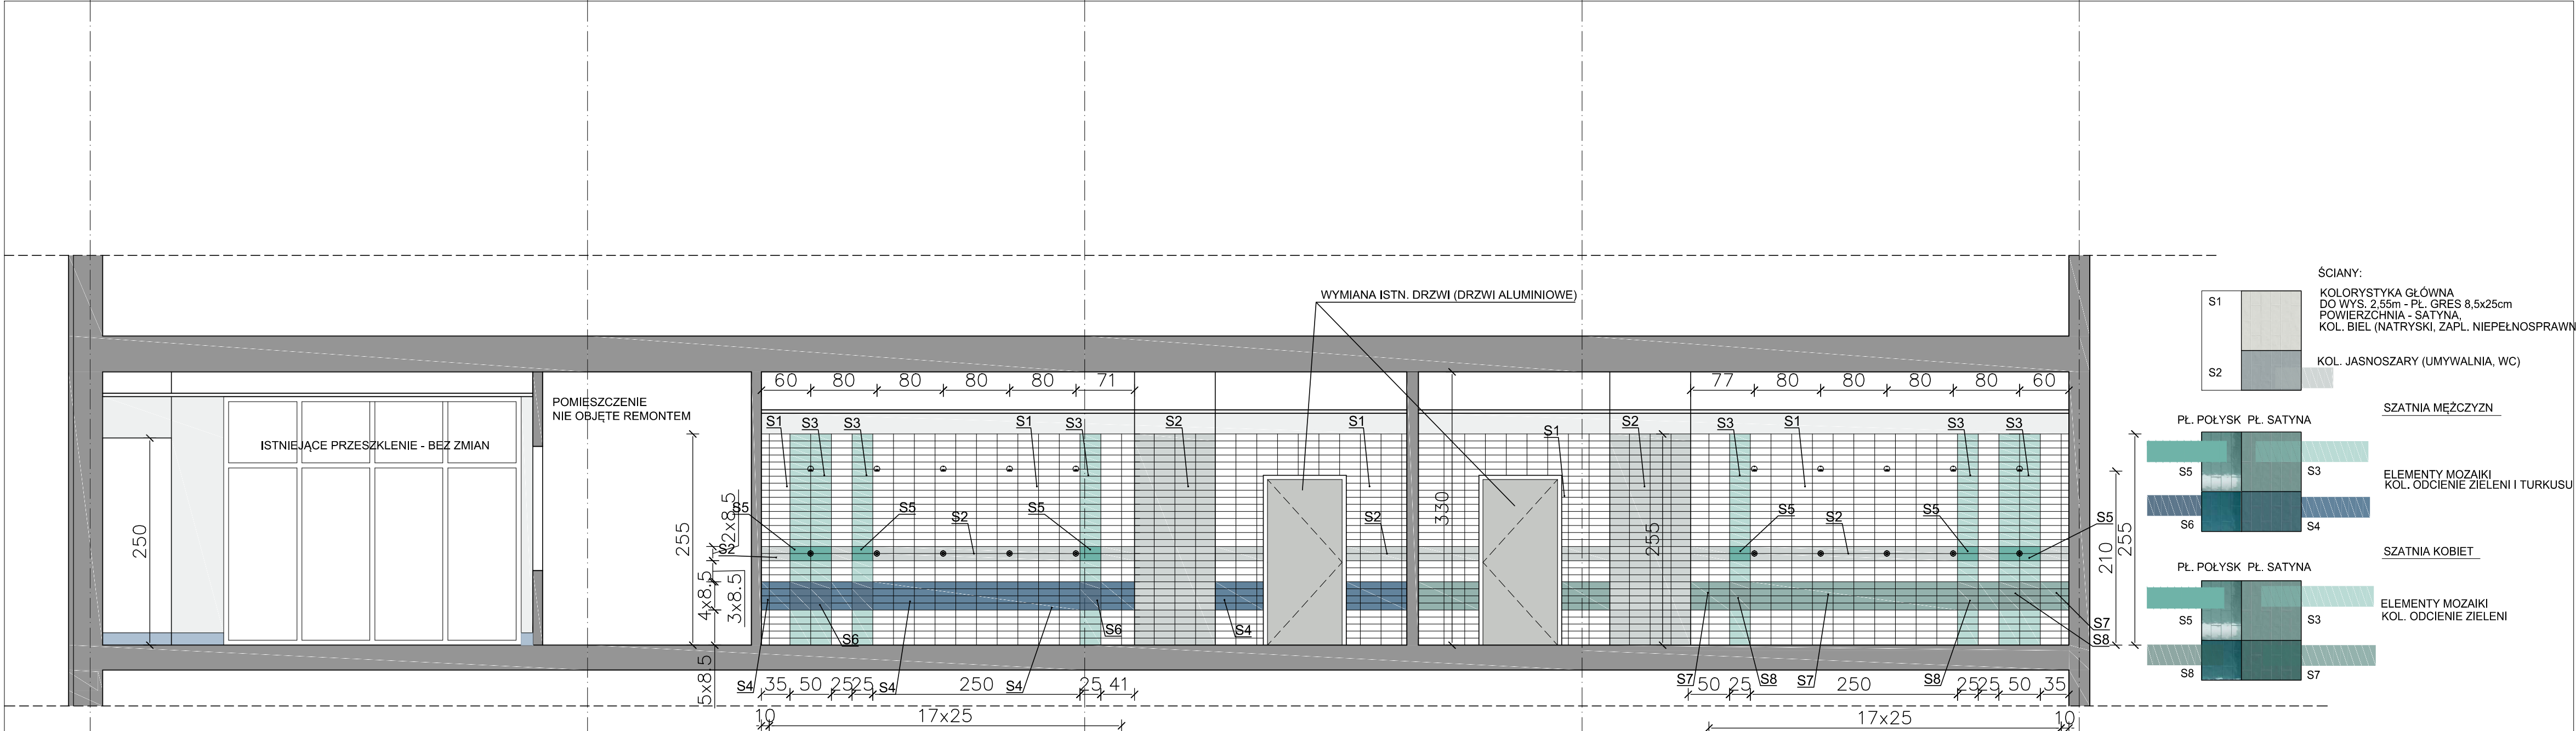 WYMIANA ISTN. DRZWI (DRZWI ALUMINIOWE)
ŚCIANY:
S1
KOLORYSTYKA GŁÓWNA
DO WYS. 2,55m - PŁ. GRES 8,5x25cm
POWIERZCHNIA - SATYNA,
KOL. BIEL (NATRYSKI, ZAPL. NIEPEŁNOSPRAWN
S2
KOL. JASNOSZARY (UMYWALNIA, WC)
SZATNIA MĘŻCZYZN
PŁ. POŁYSK PŁ. SATYNA
S5 S3
ELEMENTY MOZAIKI
KOL. ODCIENIE ZIELENI I TURKUSU
S6 S4
SZATNIA KOBIET
PŁ. POŁYSK PŁ. SATYNA
S5 S3
ELEMENTY MOZAIKI
KOL. ODCIENIE ZIELENI
S8 S7
POMIESZCZENIE
NIE OBJĘTE REMONTEM
ISTNIEJĄCE PRZESZKLENIE - BEZ ZMIAN
250
60 80 80 80 80 71
S1 S3 S3 S1 S3 S2 S1
255
2x8.5
S5 S5 S2 S5 S2
S2
4x8.5
3x8.5
S6 S6 S4
5x8.5
S4 S4 S4
35 50 25 25 250 25 41
10 17x25
330
77 80 80 80 80 60
S1 S2 S3 S1 S3 S3
255
S5 S2 S5 S5
210
255
S7
S8
S7 S8 S7 S8
50 25 250 25 25 50 35
17x25 10